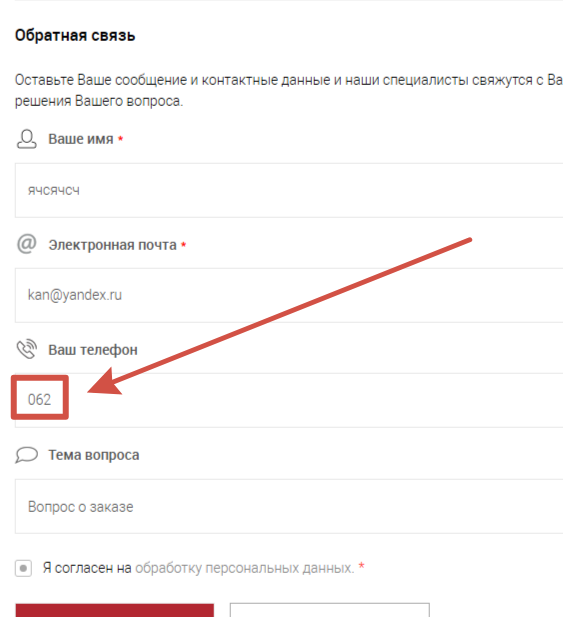 Обратная связь
Оставьте Ваше сообщение и контактные данные и наши специалисты свяжутся с Ва
решения Вашего вопроса.
Ваше имя *
ячсячсч
@ Электронная почта *
kan@yandex.ru
Ваш телефон
062
Тема вопроса
Вопрос о заказе
Я согласен на обработку персональных данных. *